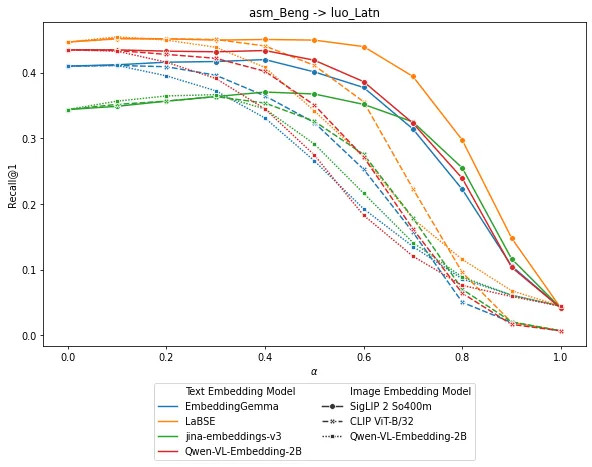 asm_Beng -> luo_Latn
Recall@1
0.4
0.3
0.2
0.1
0.0
0.0 0.2 0.4 0.6 0.8 1.0
α
Text Embedding Model
EmbeddingGemma
LaBSE
jina-embeddings-v3
Qwen-VL-Embedding-2B
Image Embedding Model
SigLIP 2 So400m
CLIP ViT-B/32
Qwen-VL-Embedding-2B